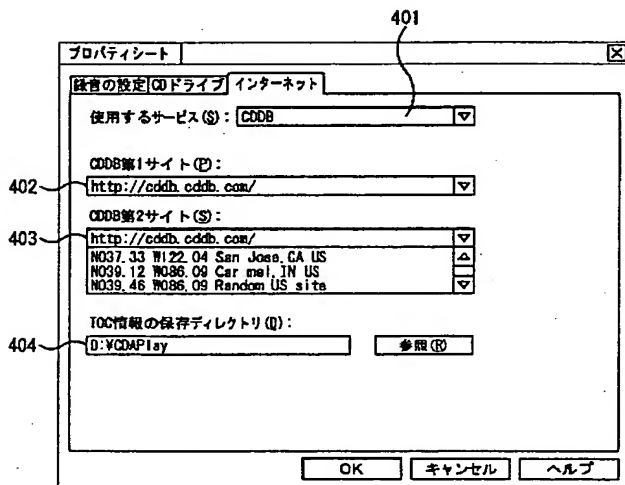 401
プロパティシート
録音の設定 CDドライブ インターネット
使用するサービス(S): CDDB
CDDB第1サイト(P):
402
http://cddb.cddb.com/
CDDB第2サイト(S):
403
http://cddb.cddb.com/
N037.33 W122.04 San Jose,CA US
N039.12 W086.09 Car mel,IN US
N039.46 W086.09 Random US site
TOC情報の保存ディレクトリ(D):
404
D:¥CDAPlay 参照(R)
OK キャンセル ヘルプ